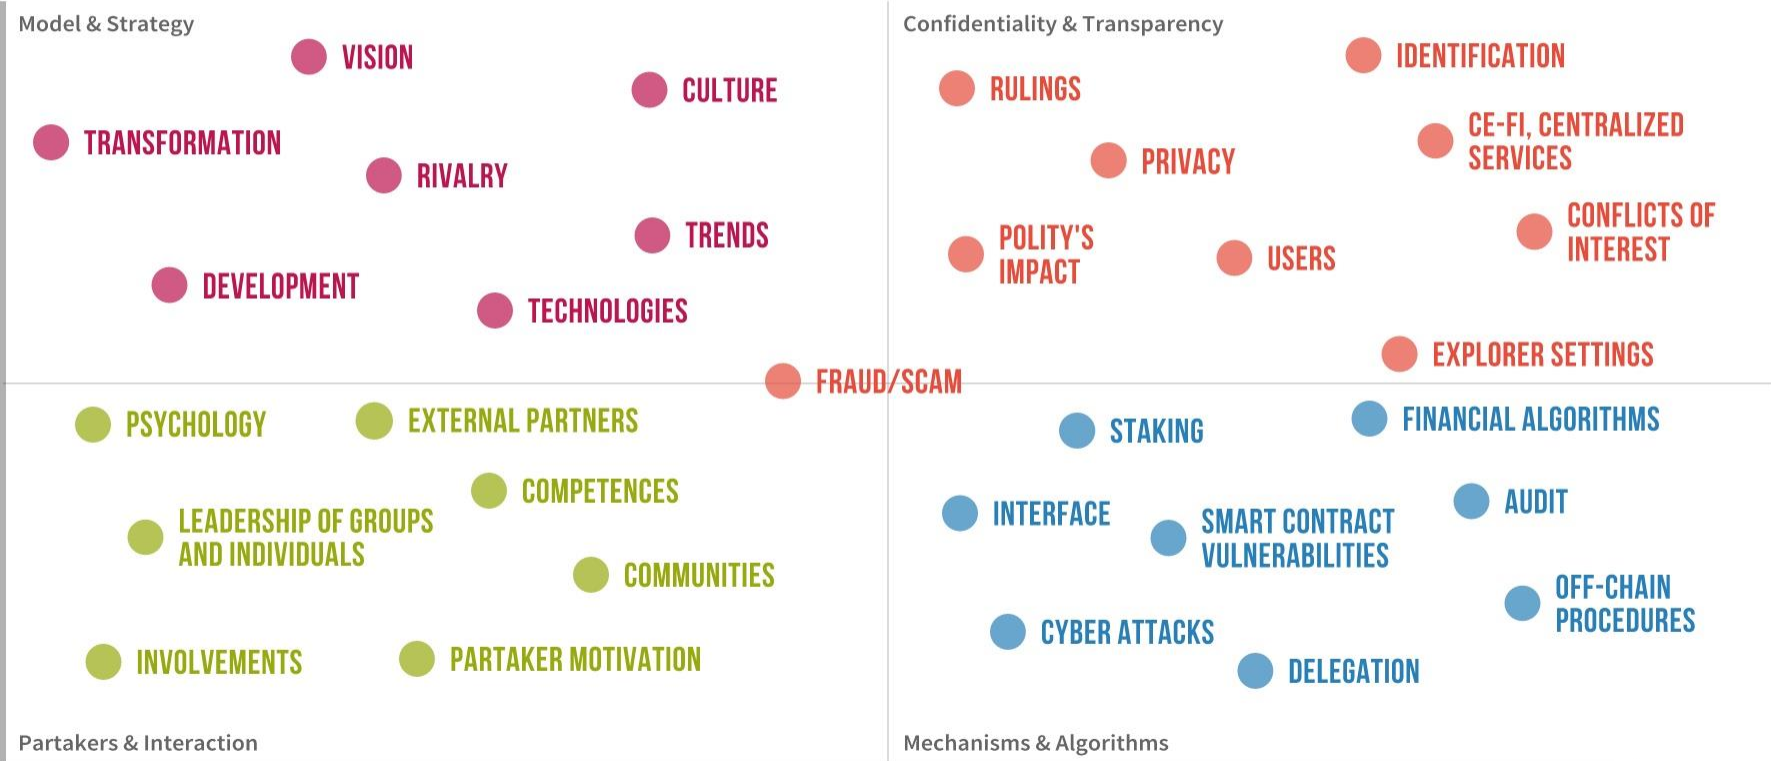 Model & Strategy
VISION
CULTURE
TRANSFORMATION
RIVALRY
TRENDS
DEVELOPMENT
TECHNOLOGIES
Confidentiality & Transparency
IDENTIFICATION
RULINGS
CE-FI, CENTRALIZED
SERVICES
PRIVACY
CONFLICTS OF
INTEREST
POLITY'S
IMPACT
USERS
EXPLORER SETTINGS
FRAUD/SCAM
PSYCHOLOGY
EXTERNAL PARTNERS
COMPETENCES
LEADERSHIP OF GROUPS
AND INDIVIDUALS
COMMUNITIES
INVOLVEMENTS
PARTAKER MOTIVATION
Partakers & Interaction
STAKING
FINANCIAL ALGORITHMS
INTERFACE
AUDIT
SMART CONTRACT
VULNERABILITIES
OFF-CHAIN
PROCEDURES
CYBER ATTACKS
DELEGATION
Mechanisms & Algorithms